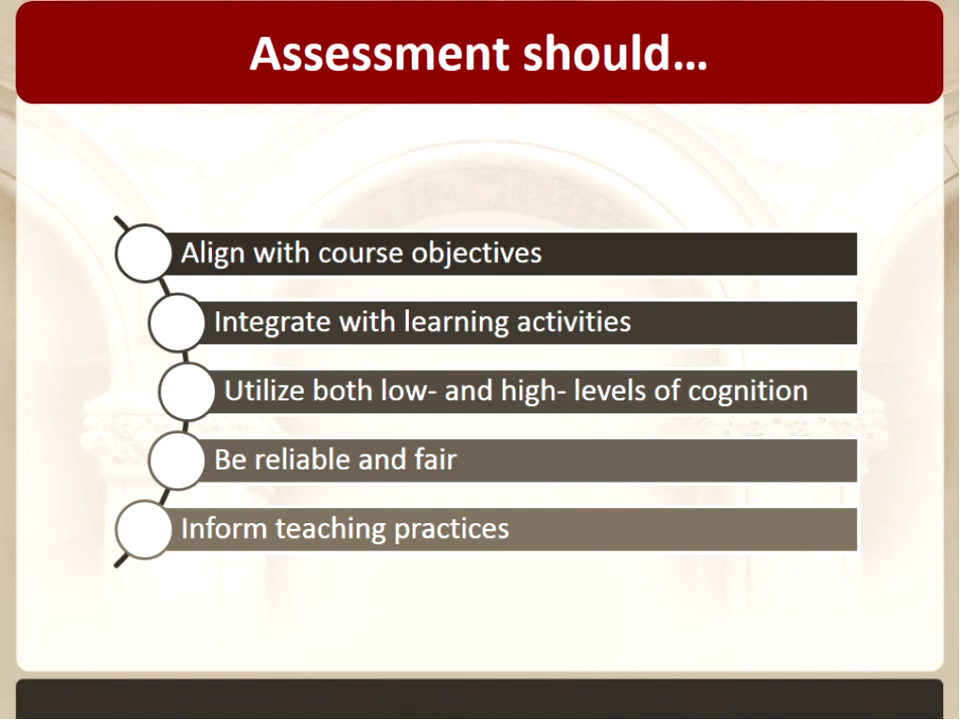 Assessment should…
Align with course objectives
Integrate with learning activities
Utilize both low- and high- levels of cognition
Be reliable and fair
Inform teaching practices